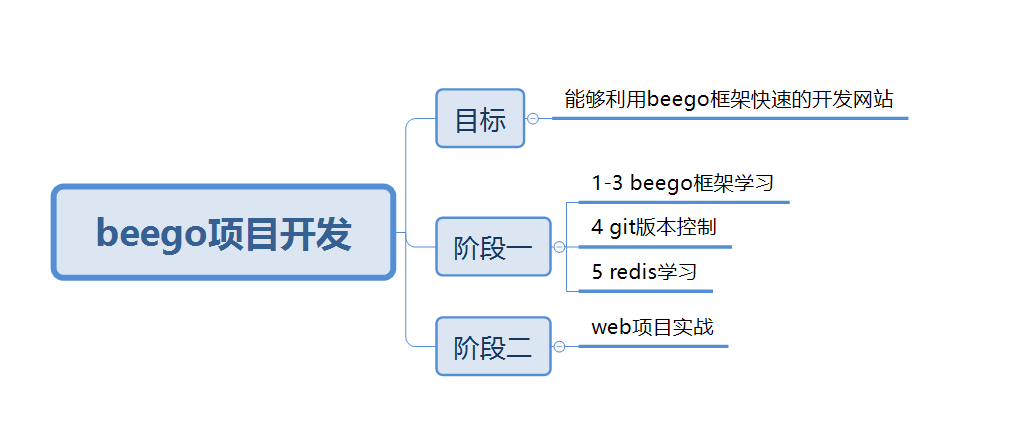 beego项目开发
目标
能够利用beego框架快速的开发网站
阶段一
1-3 beego框架学习
4 git版本控制
5 redis学习
阶段二
web项目实战